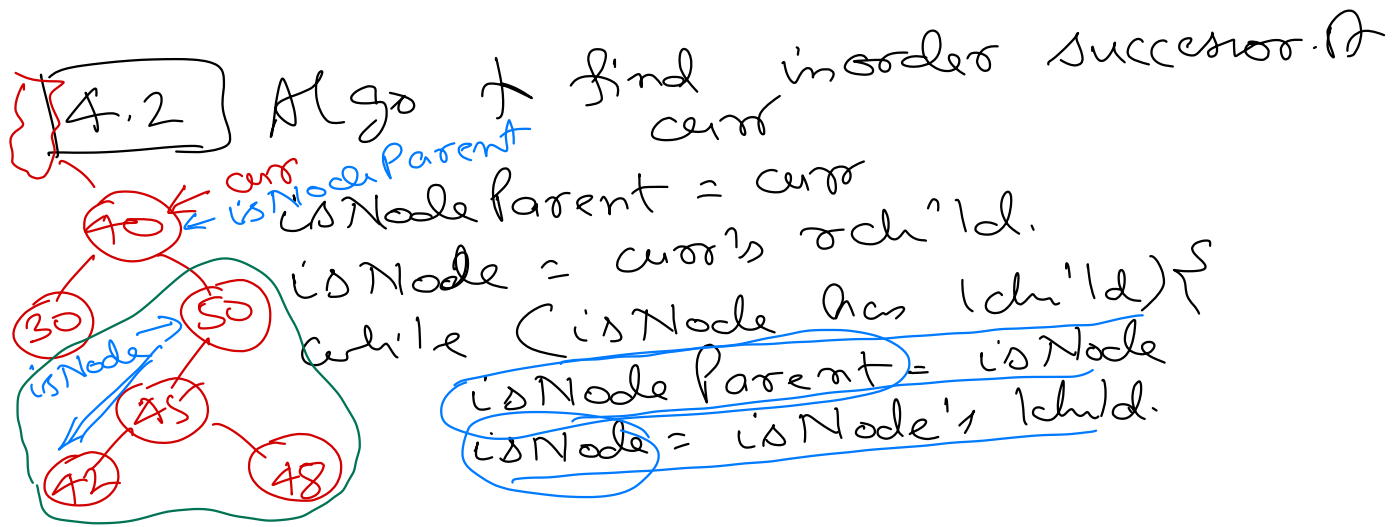 4.2 Algo to find inorder successor of
curr
curr
isNodeParent
isNodeParent = curr
40
isNode = curr's rchild.
30
50
while (isNode has lchild) {
isNode
isNodeParent = isNode
45
isNode = isNode's lchild.
42
48